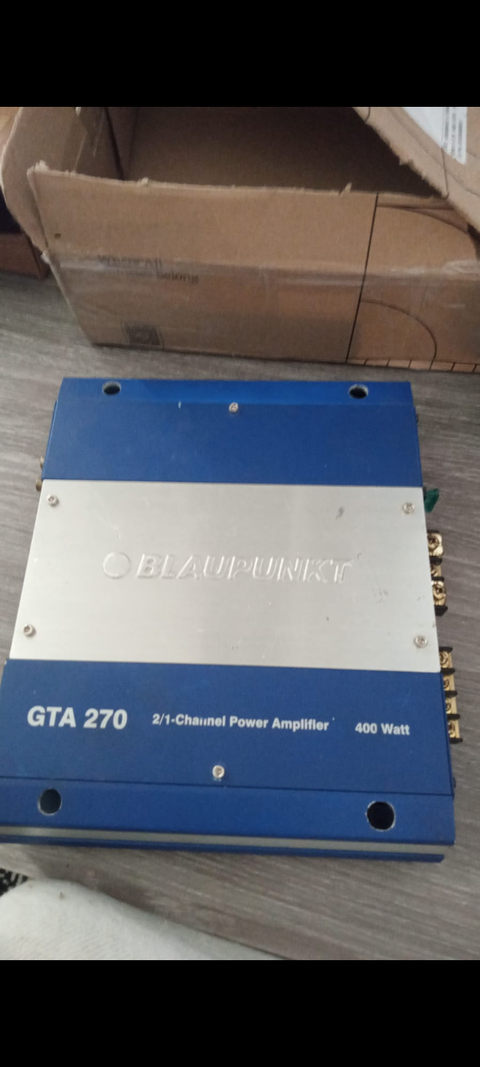 BLAUPUNKT
GTA 270 2/1-Channel Power Amplifier 400 Watt